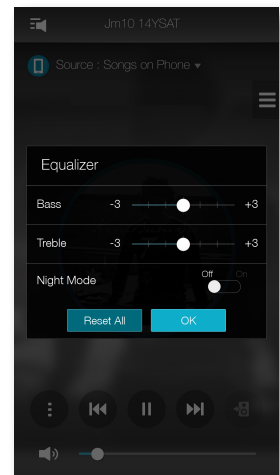 Jm10 14YSAT
Source : Songs on Phone
Equalizer
Bass -3 +3
Treble -3 +3
Night Mode Off On
Reset All OK